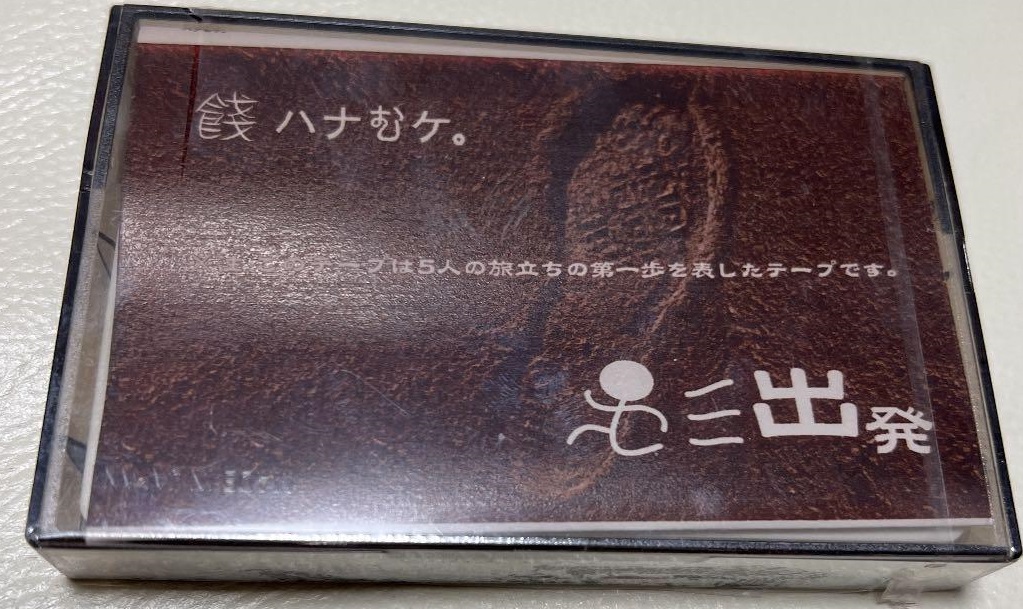 餞 ハナむケ。
テープは5人の旅立ちの第一歩を表したテープです。
出発